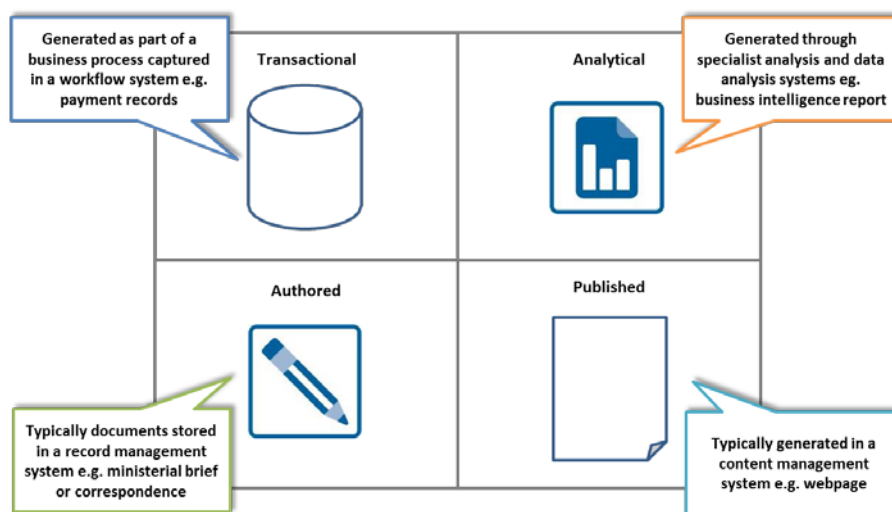 Generated as part of a
business process captured
in a workflow system e.g.
payment records
Transactional
Analytical
Generated through
specialist analysis and data
analysis systems eg.
business intelligence report
Authored
Published
Typically documents stored
in a record management
system e.g. ministerial brief
or correspondence
Typically generated in a
content management
system e.g. webpage